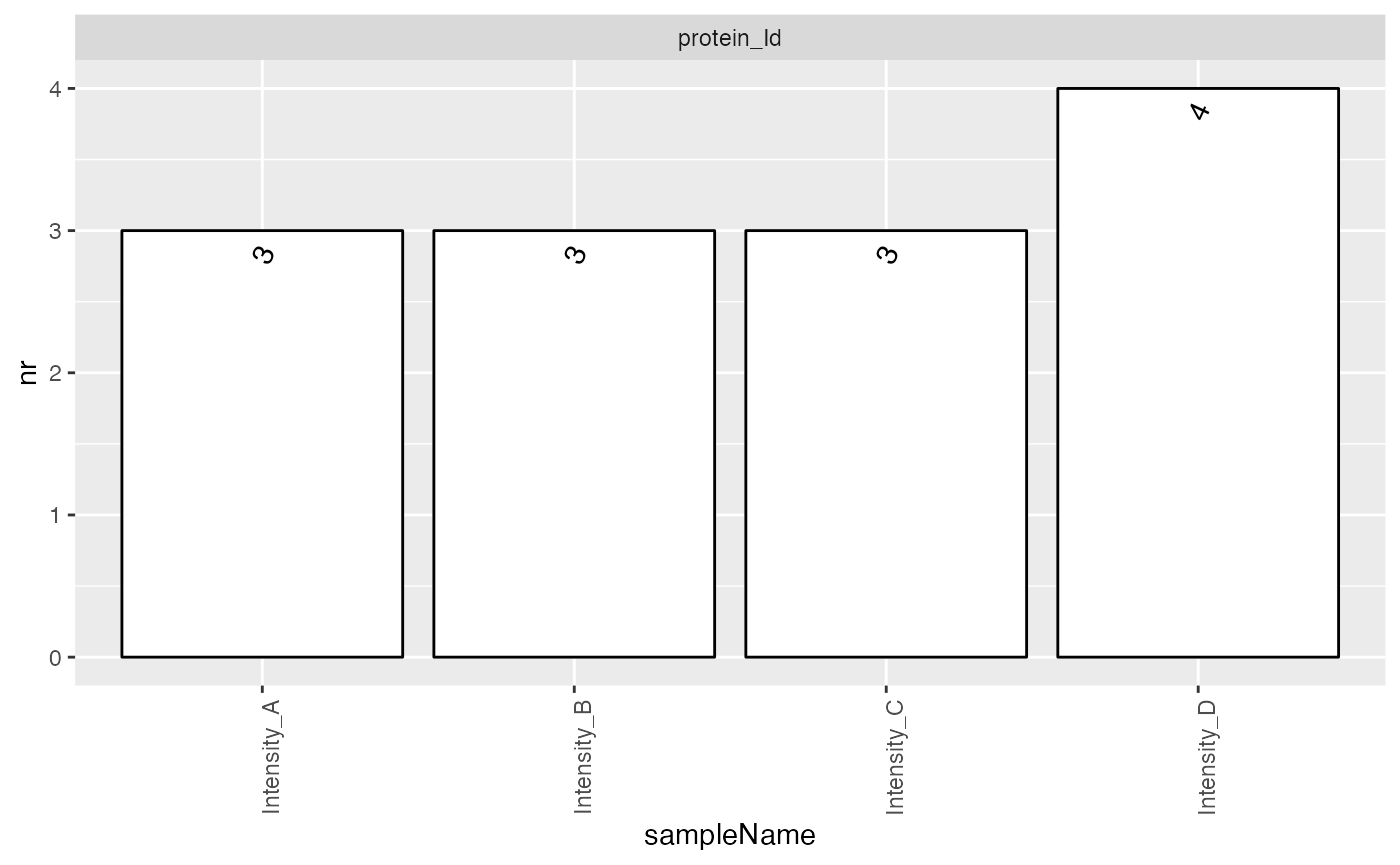 protein_Id
nr
4
3
2
1
0
3
3
3
4
Intensity_A
Intensity_B
Intensity_C
Intensity_D
sampleName